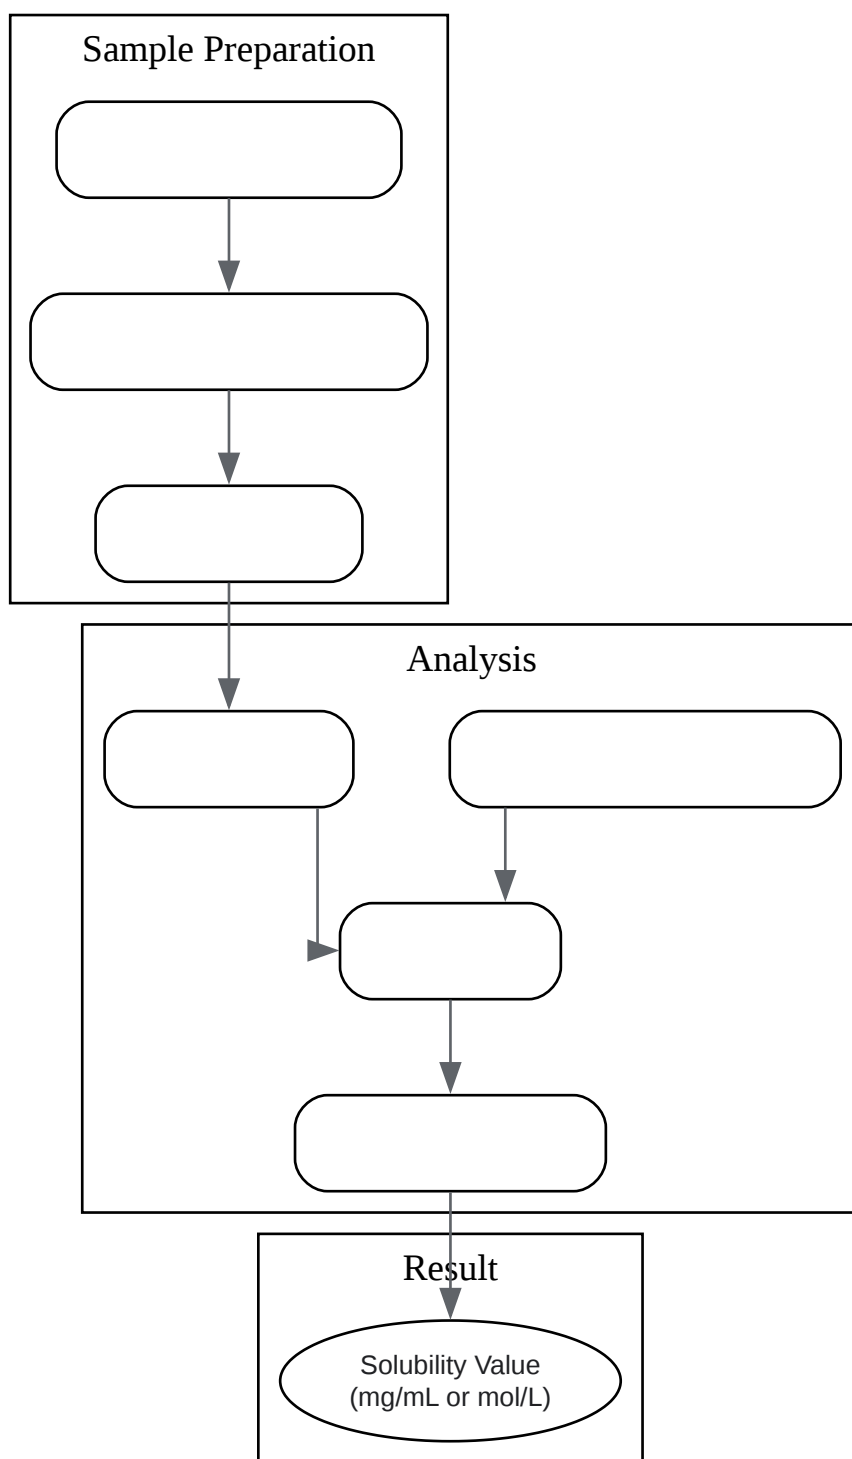 Sample Preparation
Analysis
Result
Solubility Value
(mg/mL or mol/L)